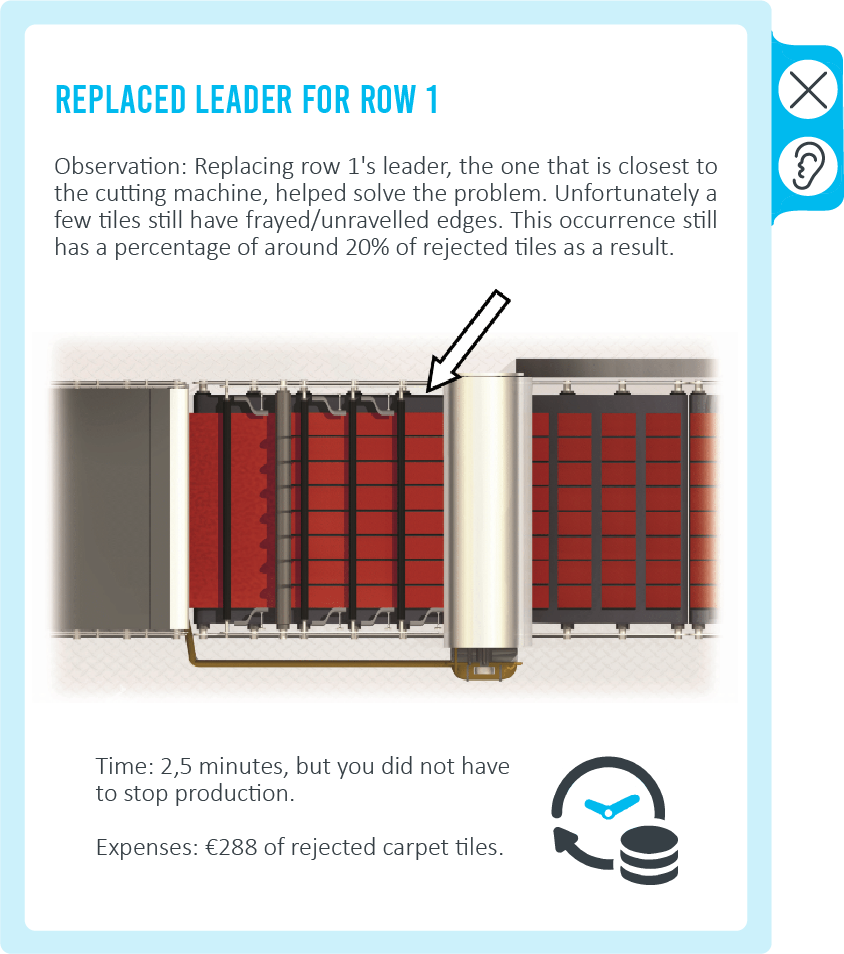 REPLACED LEADER FOR ROW 1
Observation: Replacing row 1's leader, the one that is closest to
the cutting machine, helped solve the problem. Unfortunately a
few tiles still have frayed/unravelled edges. This occurrence still
has a percentage of around 20% of rejected tiles as a result.
Time: 2,5 minutes, but you did not have
to stop production.
Expenses: €288 of rejected carpet tiles.